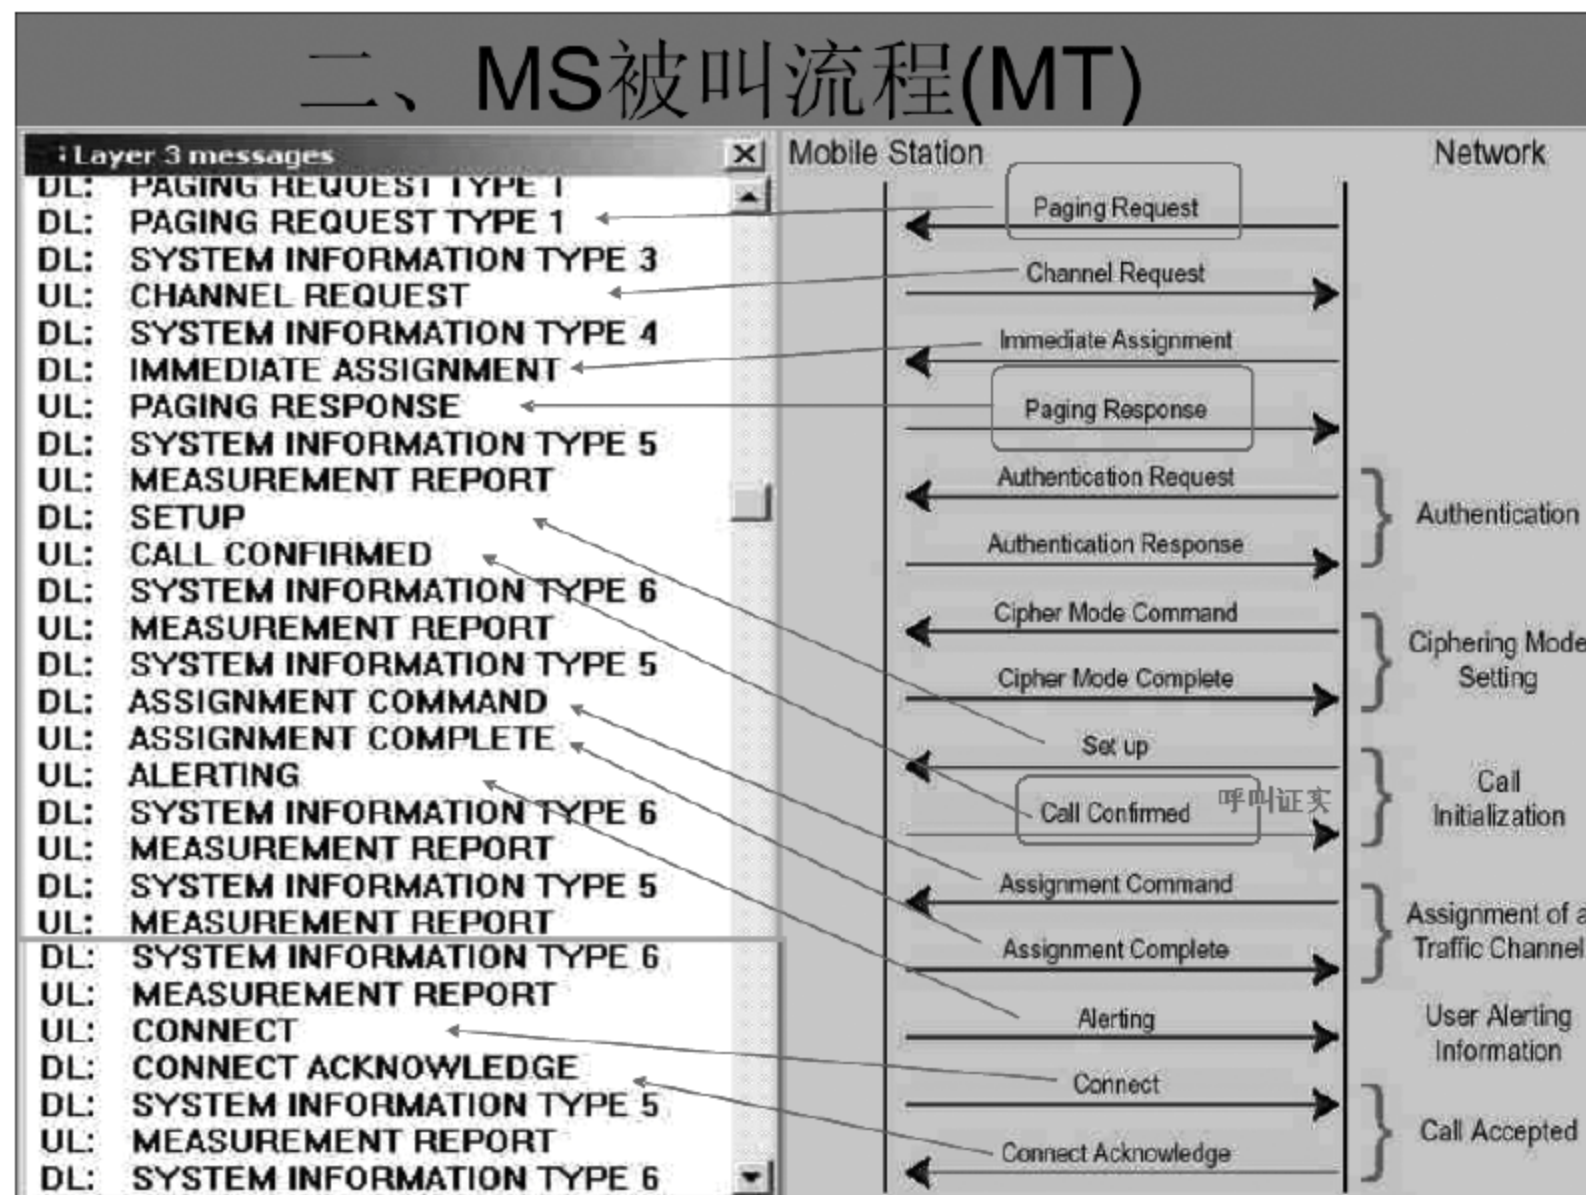 二、MS被叫流程(MT)
Layer 3 messages
DL: PAGING REQUEST TYPE 1
DL: PAGING REQUEST TYPE 1
DL: SYSTEM INFORMATION TYPE 3
UL: CHANNEL REQUEST
DL: SYSTEM INFORMATION TYPE 4
DL: IMMEDIATE ASSIGNMENT
UL: PAGING RESPONSE
DL: SYSTEM INFORMATION TYPE 5
UL: MEASUREMENT REPORT
DL: SETUP
UL: CALL CONFIRMED
DL: SYSTEM INFORMATION TYPE 6
UL: MEASUREMENT REPORT
DL: SYSTEM INFORMATION TYPE 5
DL: ASSIGNMENT COMMAND
UL: ASSIGNMENT COMPLETE
UL: ALERTING
DL: SYSTEM INFORMATION TYPE 6
UL: MEASUREMENT REPORT
DL: SYSTEM INFORMATION TYPE 5
UL: MEASUREMENT REPORT
DL: SYSTEM INFORMATION TYPE 6
UL: MEASUREMENT REPORT
UL: CONNECT
DL: CONNECT ACKNOWLEDGE
DL: SYSTEM INFORMATION TYPE 5
UL: MEASUREMENT REPORT
DL: SYSTEM INFORMATION TYPE 6
Mobile Station
Network
Paging Request
Channel Request
Immediate Assignment
Paging Response
Authentication Request
Authentication Response
Authentication
Cipher Mode Command
Cipher Mode Complete
Ciphering Mode
Setting
Set up
Call Confirmed
呼叫证实
Call
Initialization
Assignment Command
Assignment Complete
Assignment of a
Traffic Channel
Alerting
User Alerting
Information
Connect
Connect Acknowledge
Call Accepted